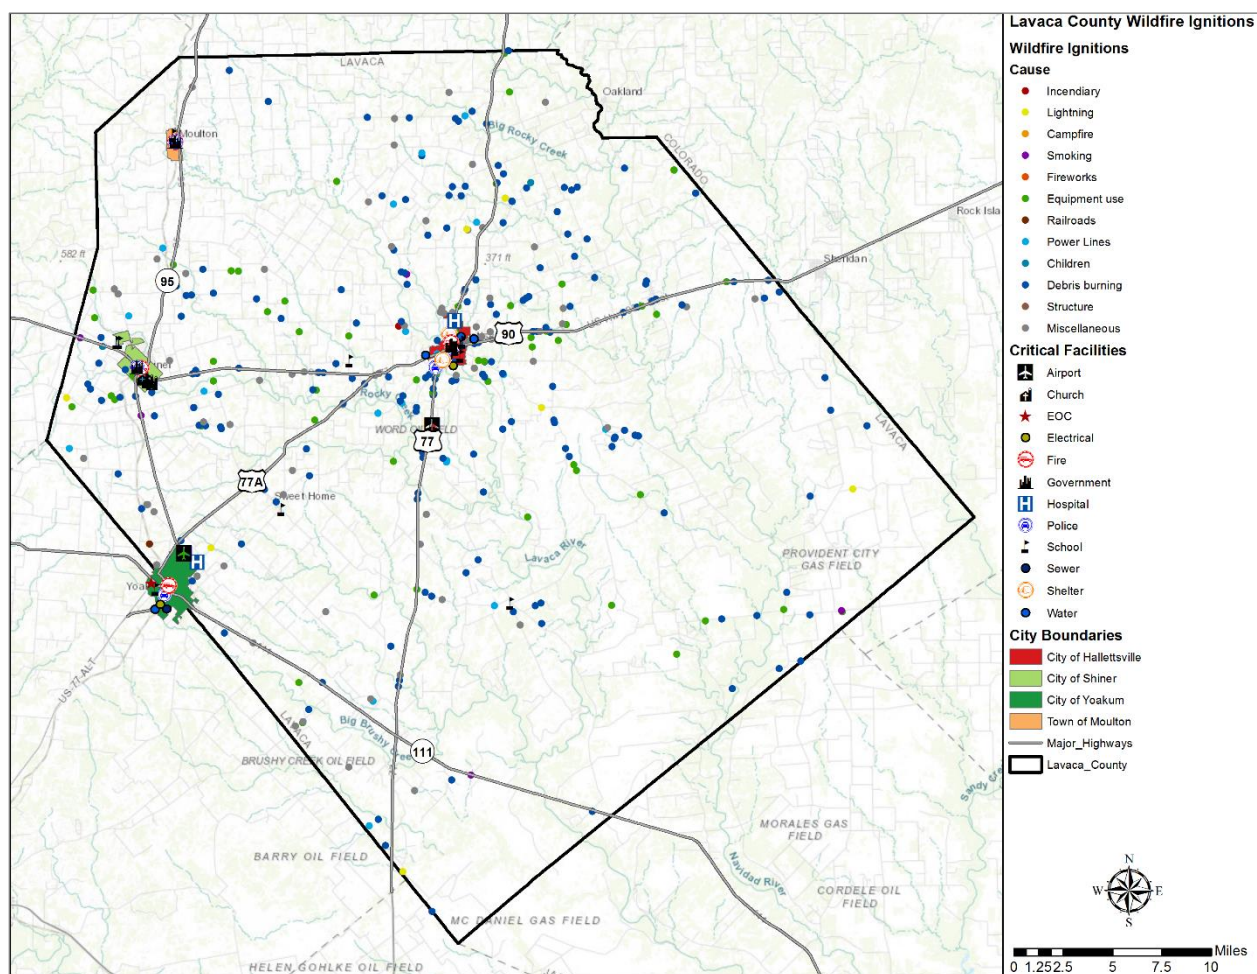 LAVACA
Oakland
Moulton
Big Rocky Creek
COLORADO
Rock Isla
582 ft
371 ft
Sheridan
95
90
Rocky Creek
WORD OIL FIELD
77
LAVACA
77A
Sweet Home
Lavaca River
PROVIDENT CITY
GAS FIELD
US 77-ALT
LAVACA
Big Brushy Cree
111
BRUSHY CREEK OIL FIELD
Sandy Cre
MORALES GAS
FIELD
BARRY OIL FIELD
Navidad River
CORDELE OIL
FIELD
MC DANIEL GAS FIELD
HELEN GOHLKE OIL FIELD
Lavaca County Wildfire Ignitions
Wildfire Ignitions
Cause
Incendiary
Lightning
Campfire
Smoking
Fireworks
Equipment use
Railroads
Power Lines
Children
Debris burning
Structure
Miscellaneous
Critical Facilities
Airport
Church
EOC
Electrical
Fire
Government
H Hospital
Police
School
Sewer
C Shelter
Water
City Boundaries
City of Hallettsville
City of Shiner
City of Yoakum
Town of Moulton
Major_Highways
Lavaca_County
N
W E
S
Miles
0 1.252.5 5 7.5 10